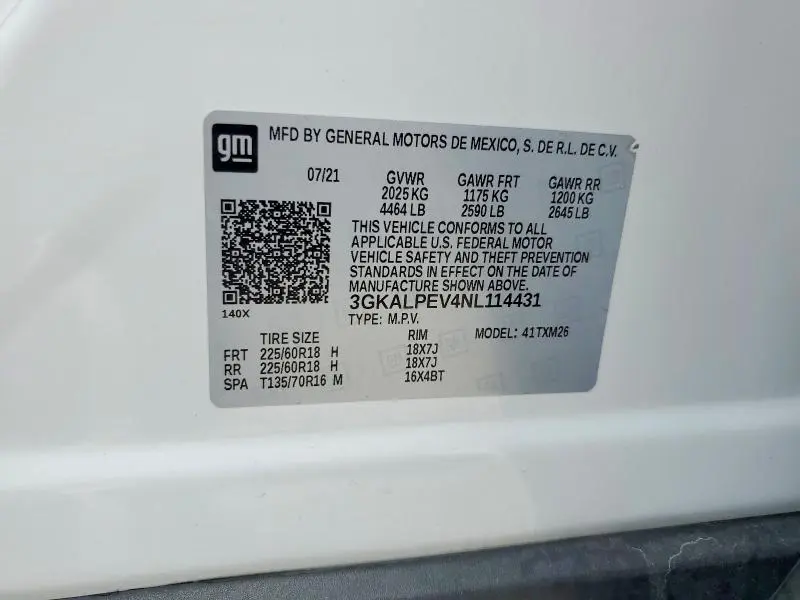 gm
MFD BY GENERAL MOTORS DE MEXICO, S. DE R.L. DE C.V.
07/21 GVWR GAWR FRT GAWR RR
2025 KG 1175 KG 1200 KG
4464 LB 2590 LB 2645 LB
THIS VEHICLE CONFORMS TO ALL
APPLICABLE U.S. FEDERAL MOTOR
VEHICLE SAFETY AND THEFT PREVENTION
STANDARDS IN EFFECT ON THE DATE OF
MANUFACTURE SHOWN ABOVE.
3GKALPEV4NL114431
140X TYPE: M.P.V.
TIRE SIZE RIM MODEL: 41TXM26
FRT 225/60R18 H 18X7J
RR 225/60R18 H 18X7J
SPA T135/70R16 M 16X4BT